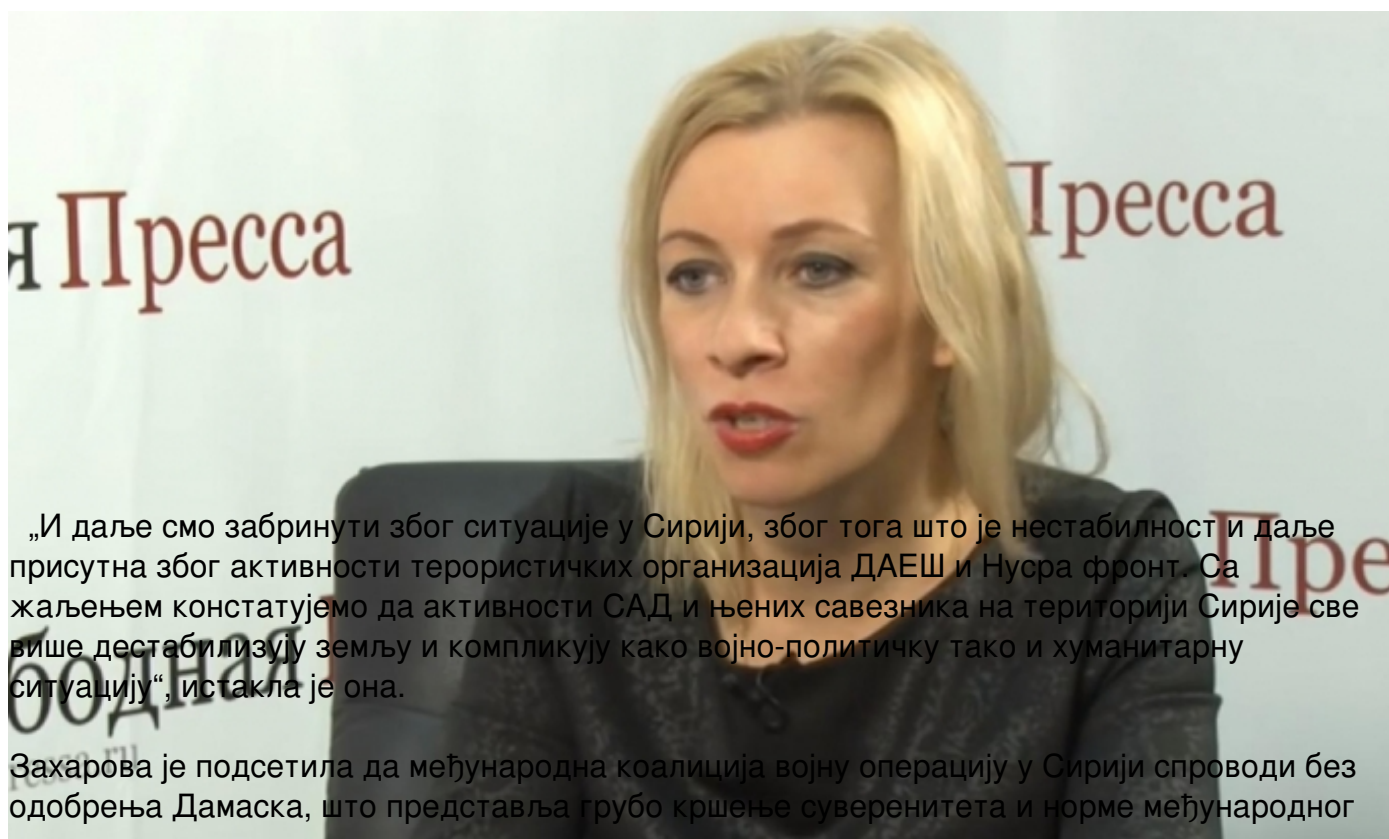 я Пресса
Пресса
„И даље смо забринути због ситуације у Сирији, због тога што је нестабилност и даље
присутна због активности терористичких организација ДАЕШ и Нусра фронт. Са
жаљењем констатујемо да активности САД и њених савезника на територији Сирије све
више дестабилизују земљу и компликују како војно-политичку тако и хуманитарну
ситуацију“, истакла је она.
Пре
бодная
Захарова је подсетила да међународна коалиција војну операцију у Сирији спроводи без
одобрења Дамаска, што представља грубо кршење суверенитета и норме међународног